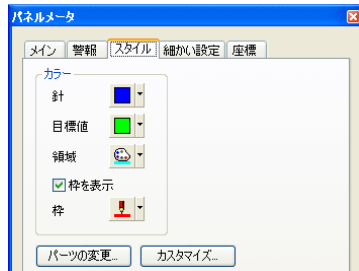 パネルメータ
メイン 警報 スタイル 細かい設定 座標
カラー
針
目標値
領域
枠を表示
枠
パーツの変更... カスタマイズ...